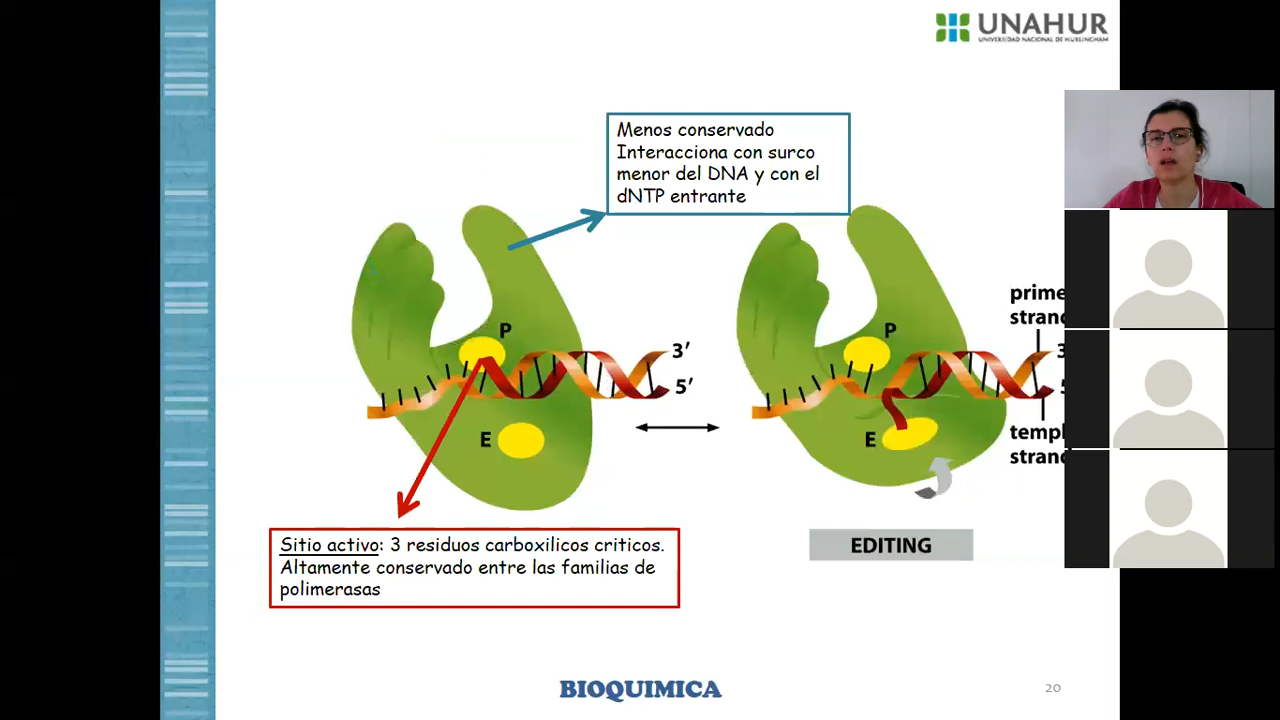 UNAHUR
UNIVERSIDAD NACIONAL DE HURLINGHAM
Menos conservado
Interacciona con surco
menor del DNA y con el
dNTP entrante
P
3′
5′
E
P
E
prime
strand
3
5
templ
strand
EDITING
Sitio activo: 3 residuos carboxilicos criticos.
Altamente conservado entre las familias de
polimerasas
BIOQUIMICA
20